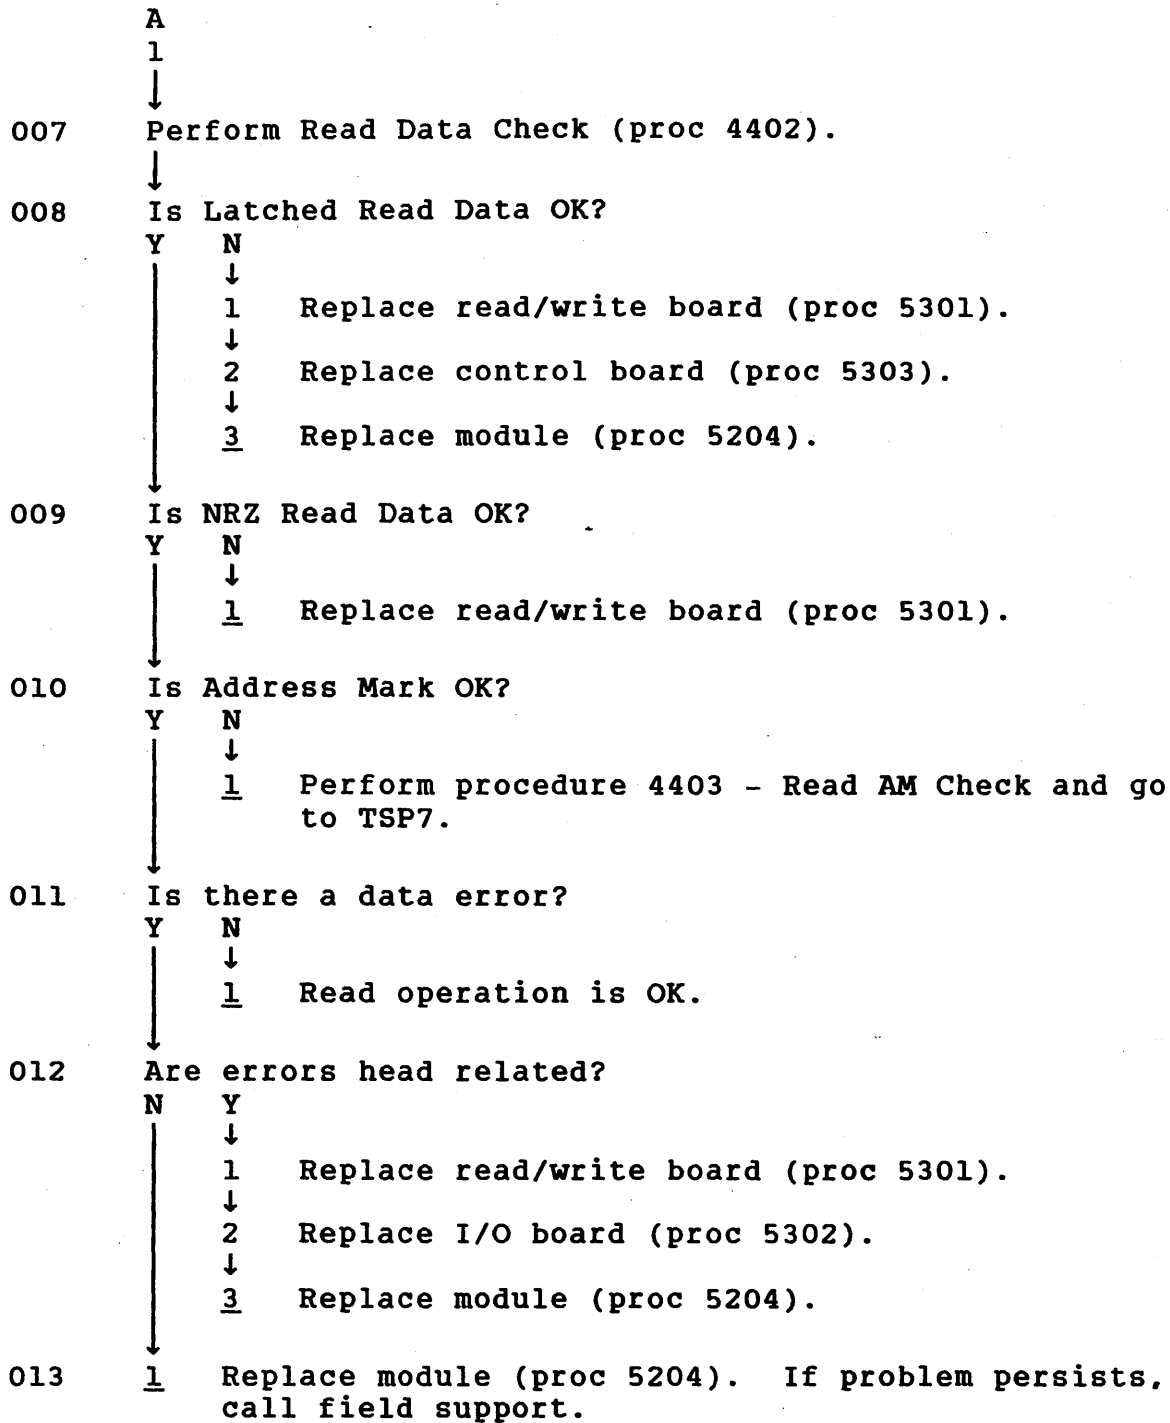 A
1
007 Perform Read Data Check (proc 4402).
008 Is Latched Read Data OK?
Y N
1 Replace read/write board (proc 5301).
2 Replace control board (proc 5303).
3 Replace module (proc 5204).
009 Is NRZ Read Data OK?
Y N
1 Replace read/write board (proc 5301).
010 Is Address Mark OK?
Y N
1 Perform procedure 4403 - Read AM Check and go
to TSP7.
011 Is there a data error?
Y N
1 Read operation is OK.
012 Are errors head related?
N Y
1 Replace read/write board (proc 5301).
2 Replace I/O board (proc 5302).
3 Replace module (proc 5204).
013 1 Replace module (proc 5204). If problem persists,
call field support.